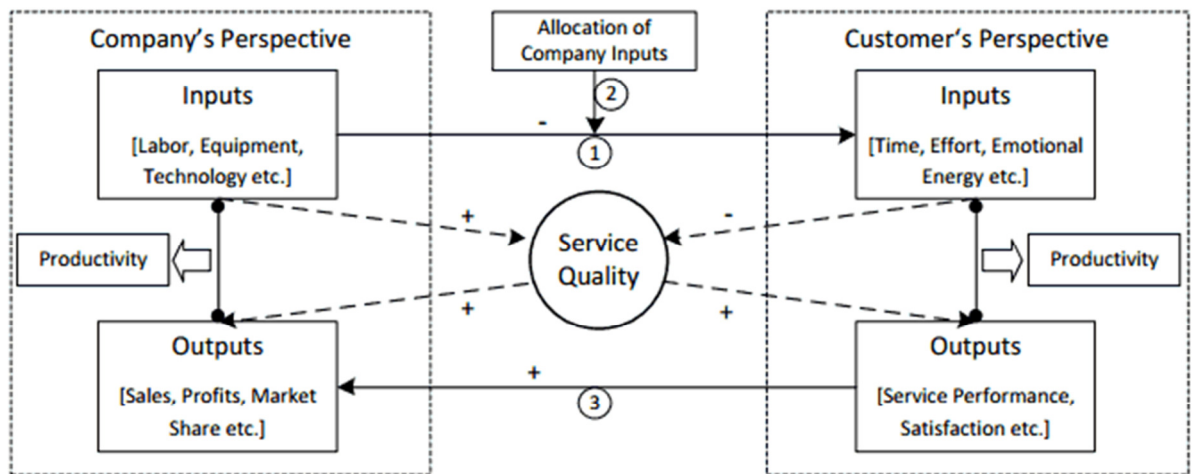 Company's Perspective
Allocation of
Company Inputs
Customer's Perspective
Inputs
[Labor, Equipment,
Technology etc.]
2
-
1
Inputs
[Time, Effort, Emotional
Energy etc.]
+
-
Productivity
Service
Quality
Productivity
+
+
Outputs
[Sales, Profits, Market
Share etc.]
+
3
Outputs
[Service Performance,
Satisfaction etc.]